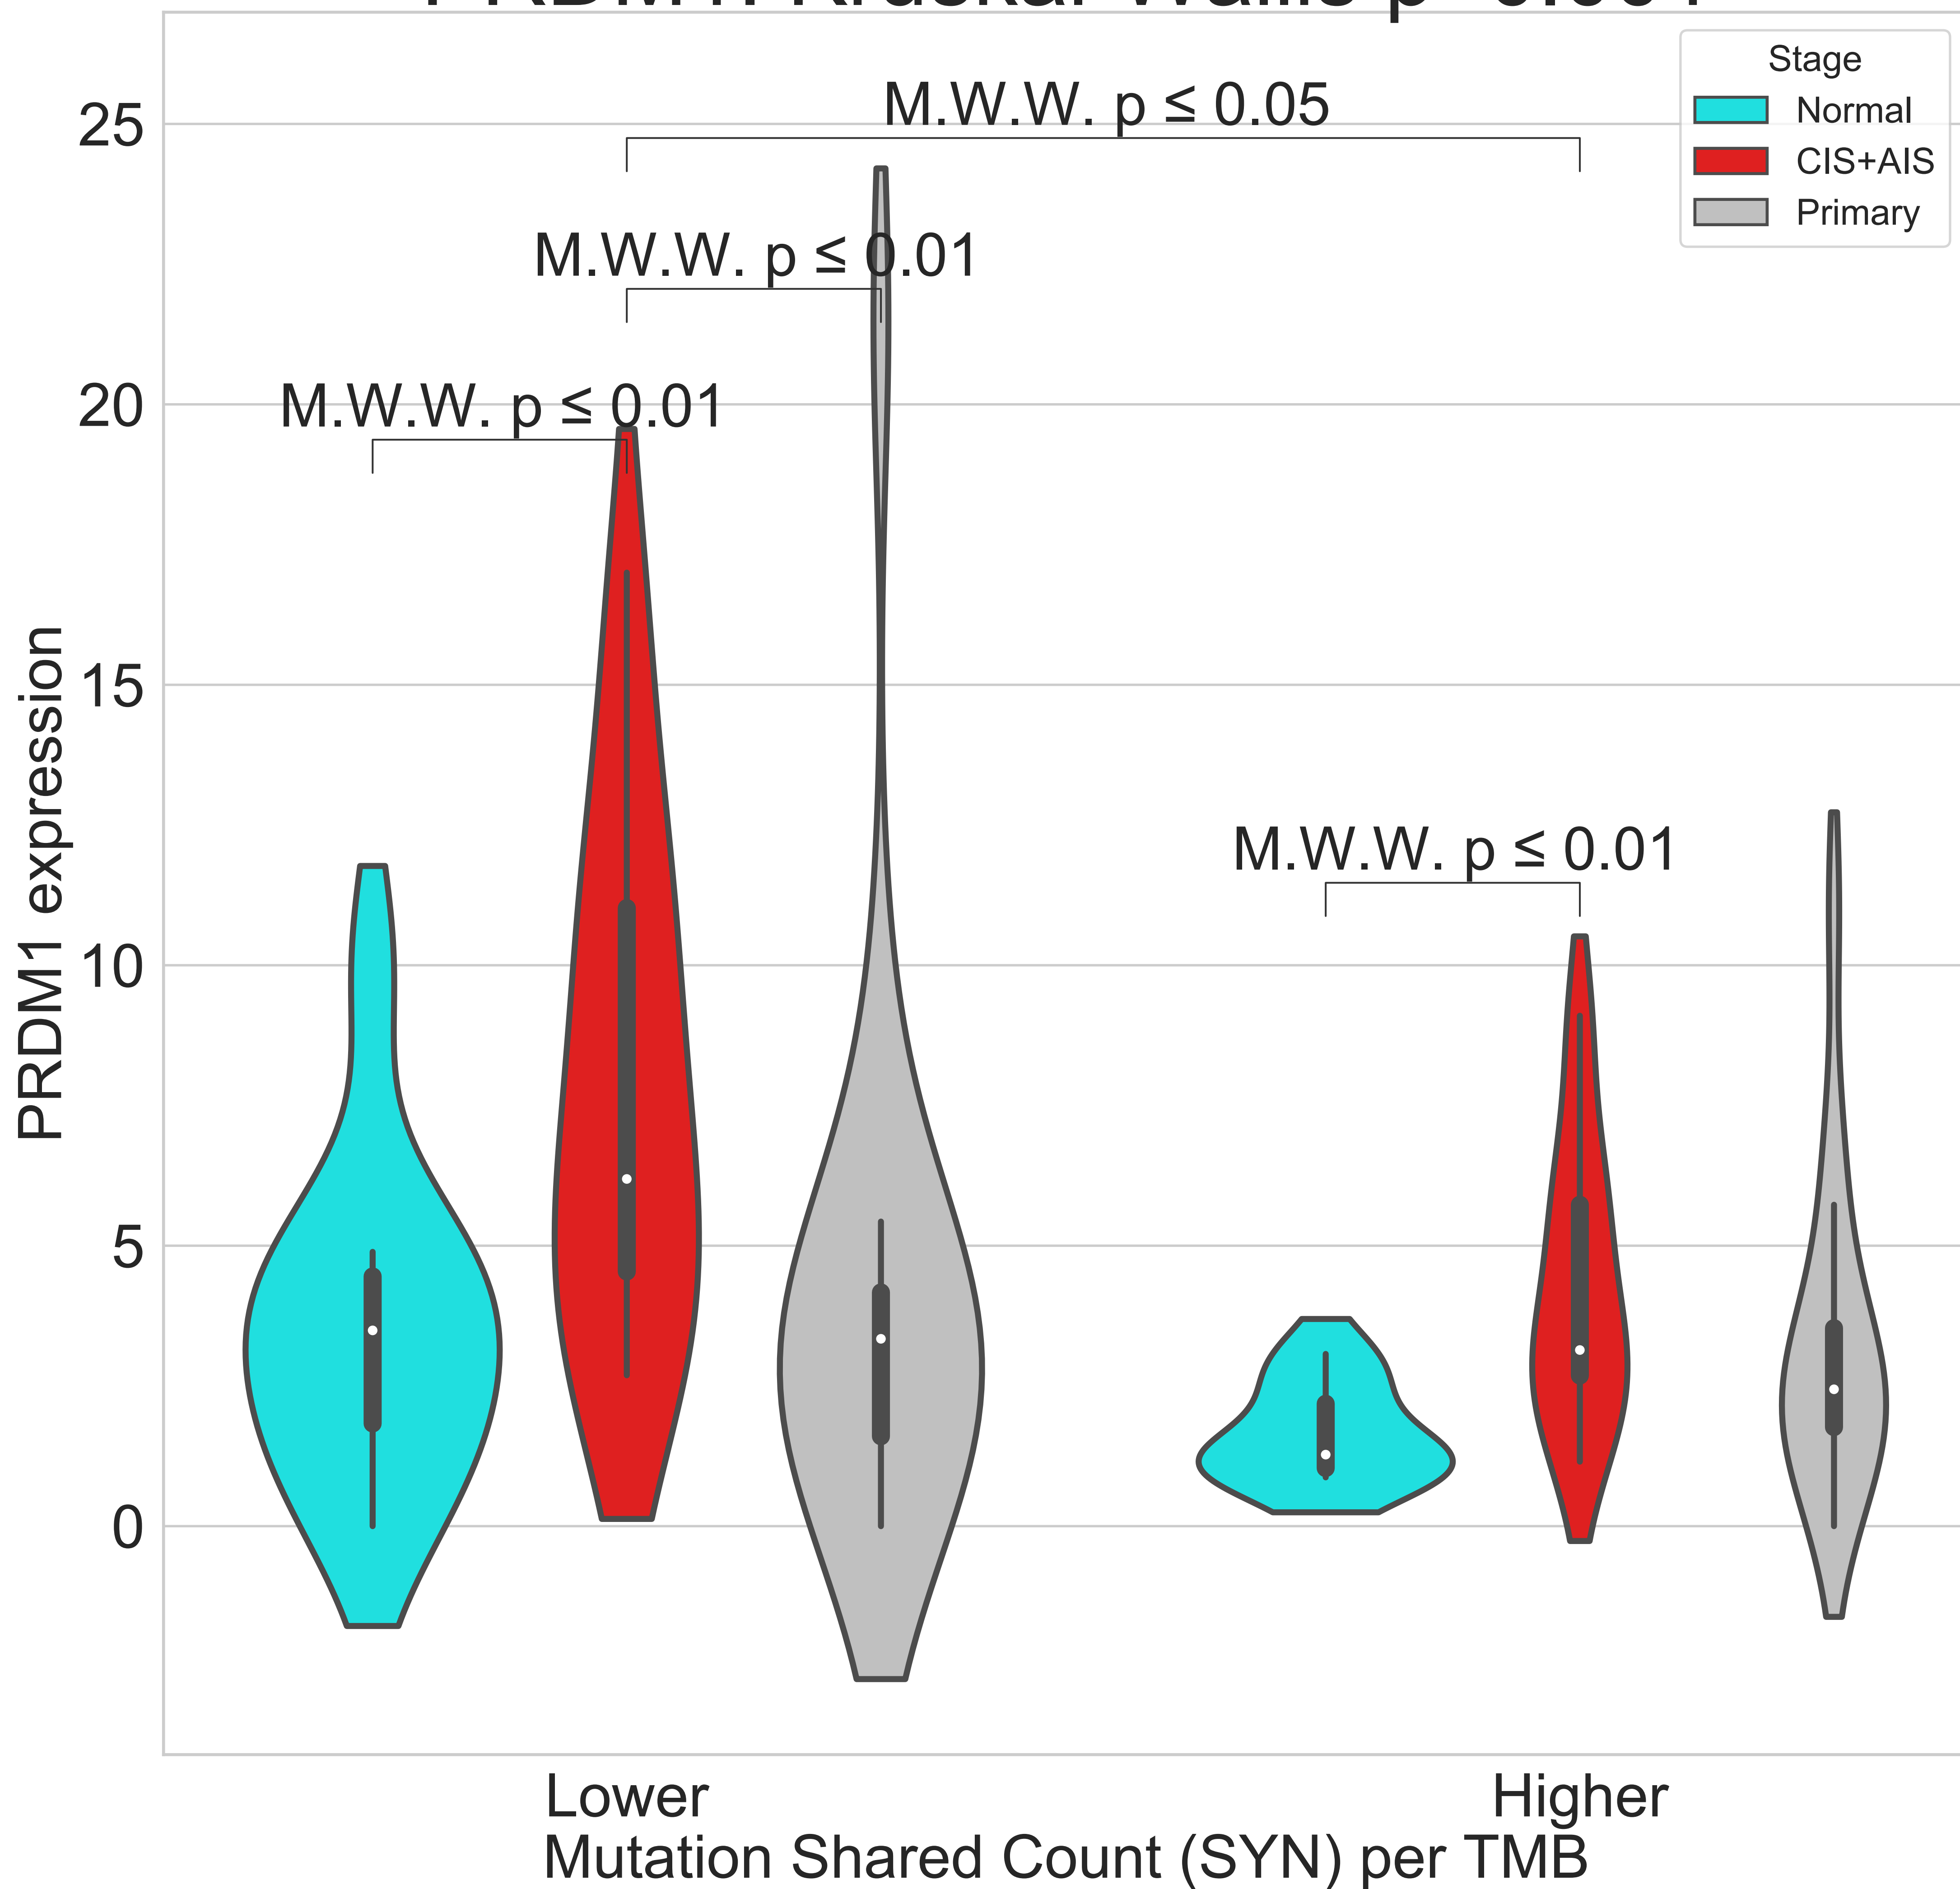 Stage
Normal
CIS+AIS
Primary
M.W.W. p ≤ 0.05
M.W.W. p ≤ 0.01
M.W.W. p ≤ 0.01
M.W.W. p ≤ 0.01
25
20
15
10
5
0
PRDM1 expression
Lower
Higher
Mutation Shared Count (SYN) per TMB